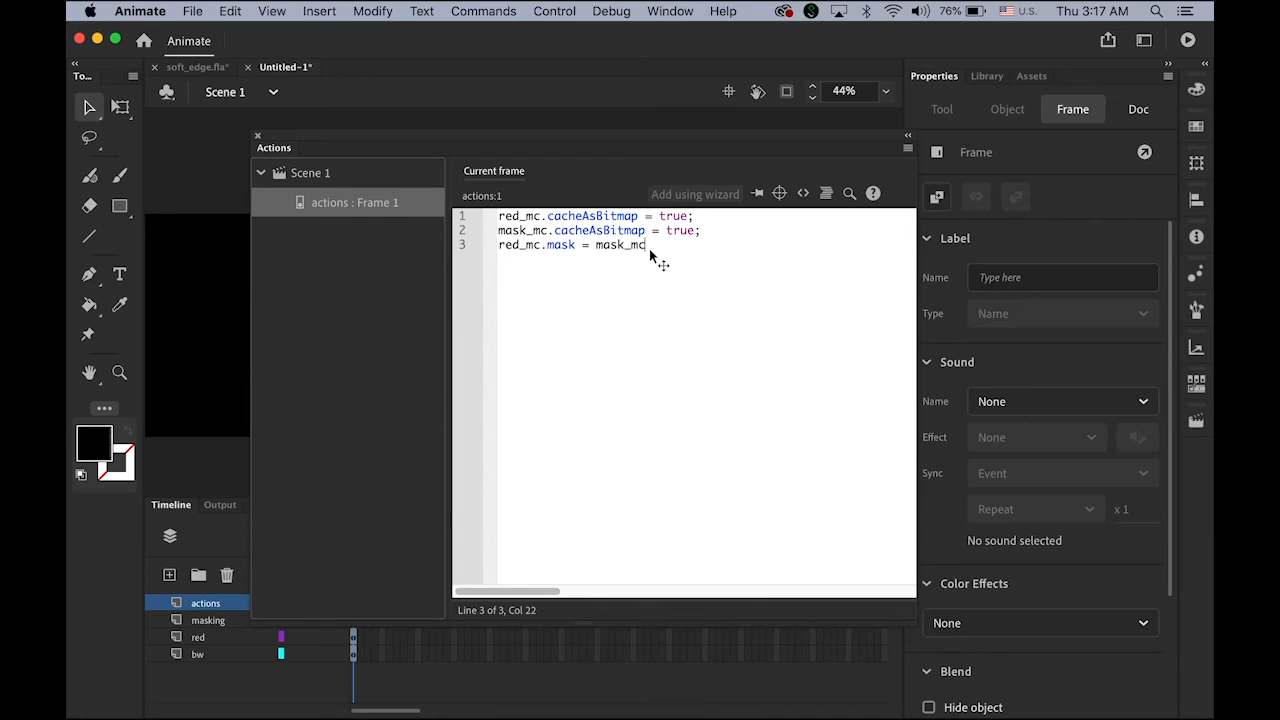 Animate File Edit View Insert Modify Text Commands Control Debug Window Help 76% U.S. Thu 3:17 AM
Animate
To...
soft_edge.fla*
Untitled-1*
Scene 1
44%
Properties Library Assets
Tool Object Frame Doc
Actions
Scene 1
actions : Frame 1
Current frame
actions:1
Add using wizard
1 red_mc.cacheAsBitmap = true;
2 mask_mc.cacheAsBitmap = true;
3 red_mc.mask = mask_mc
Line 3 of 3, Col 22
Frame
Label
Name Type here
Type Name
Sound
Name None
Effect None
Sync Event
Repeat x 1
No sound selected
Color Effects
None
Blend
Hide object
Timeline Output
actions
masking
red
bw